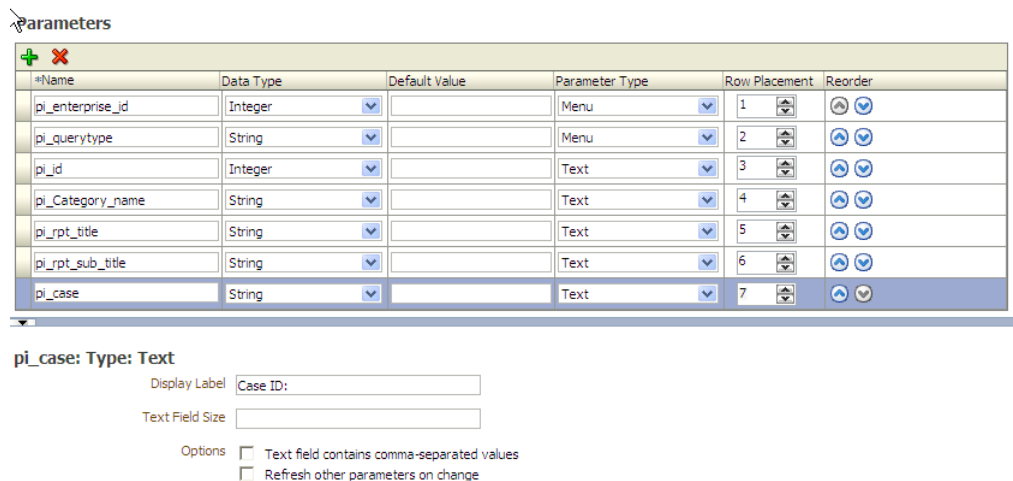 Parameters
*Name Data Type Default Value Parameter Type Row Placement Reorder
pi_enterprise_id Integer Menu 1
pi_querytype String Menu 2
pi_id Integer Text 3
pi_Category_name String Text 4
pi_rpt_title String Text 5
pi_rpt_sub_title String Text 6
pi_case String Text 7
pi_case: Type: Text
Display Label Case ID:
Text Field Size
Options Text field contains comma-separated values
Refresh other parameters on change